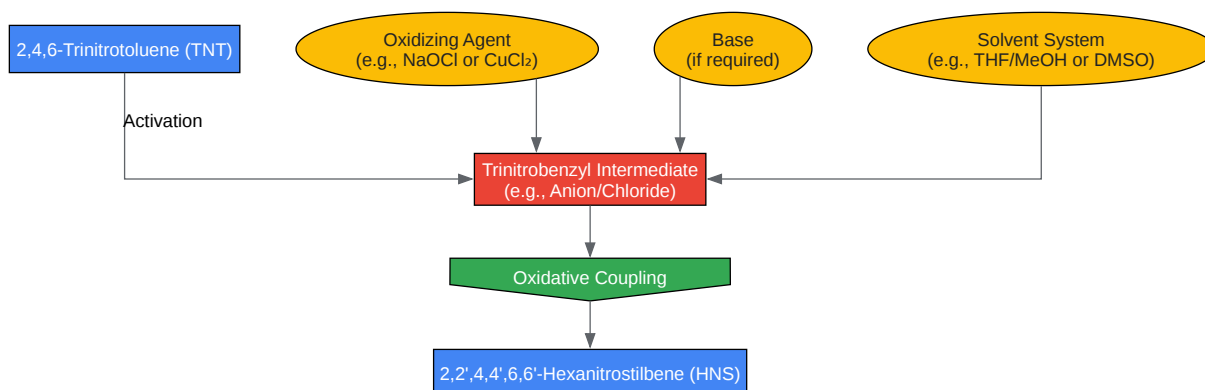 2,4,6-Trinitrotoluene (TNT)
Oxidizing Agent
(e.g., NaOCl or CuCl₂)
Base
(if required)
Solvent System
(e.g., THF/MeOH or DMSO)
Activation
Trinitrobenzyl Intermediate
(e.g., Anion/Chloride)
Oxidative Coupling
2,2',4,4',6,6'-Hexanitrostilbene (HNS)